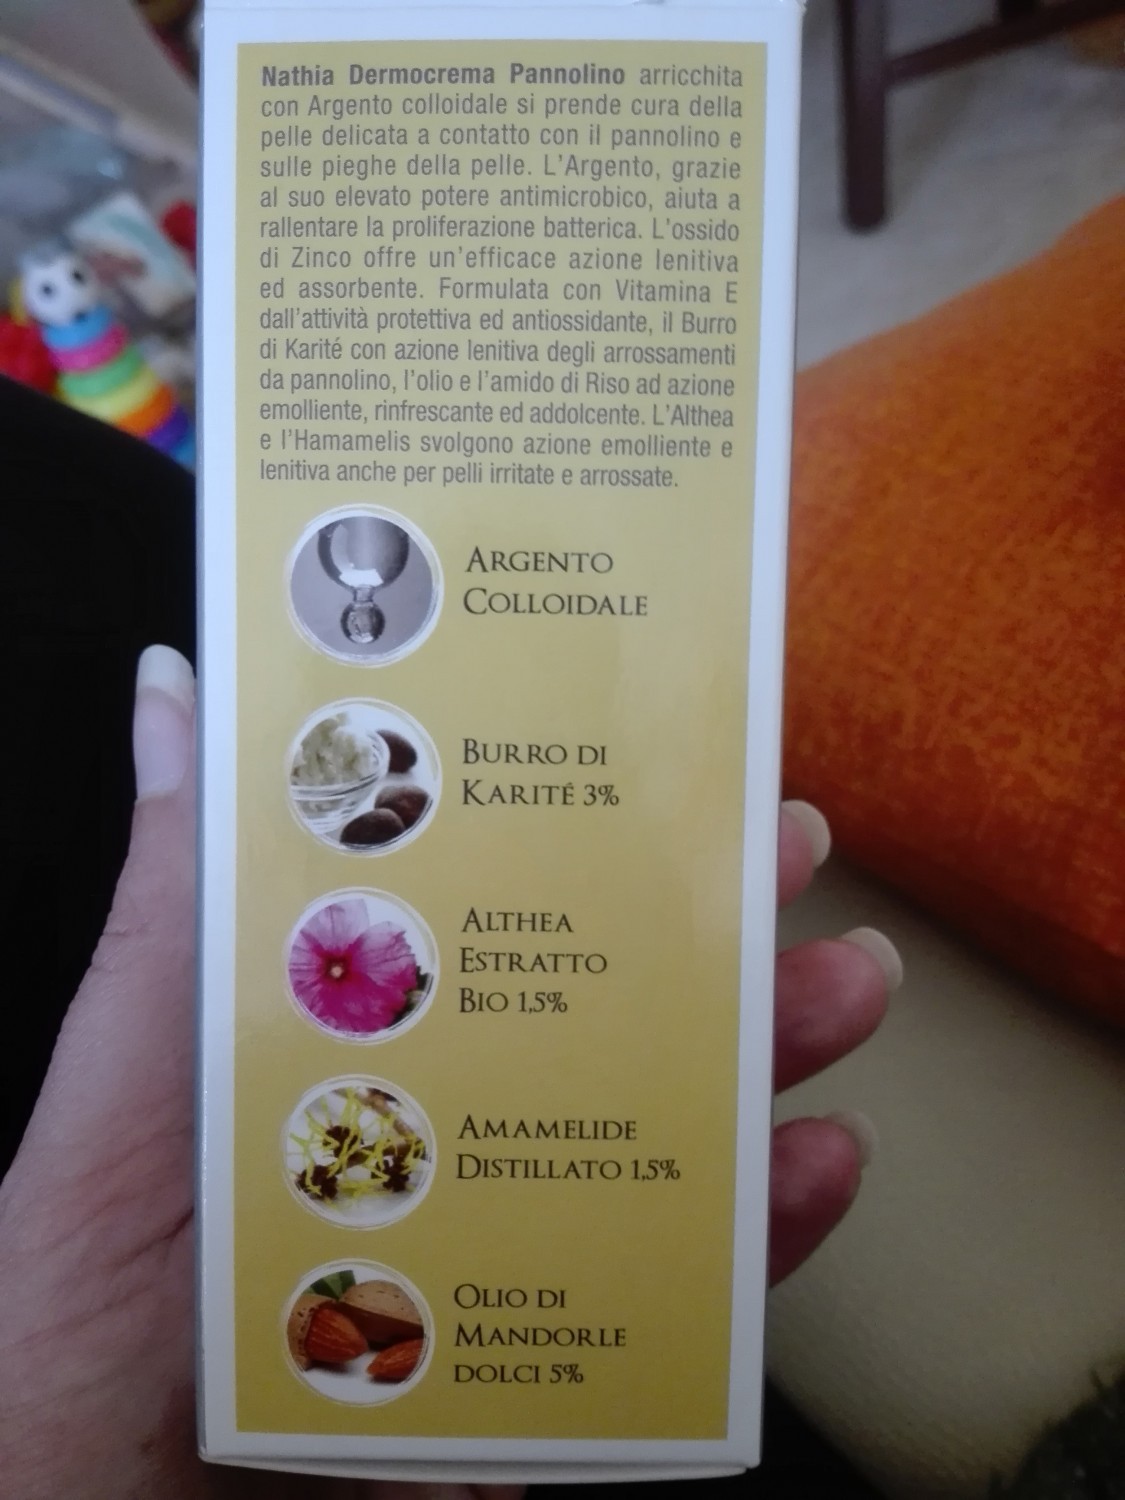 Nathia Dermocrema Pannolino arricchita
con Argento colloidale si prende cura della
pelle delicata a contatto con il pannolino e
sulle pieghe della pelle. L'Argento, grazie
al suo elevato potere antimicrobico, aiuta a
rallentare la proliferazione batterica. L'ossido
di Zinco offre un'efficace azione lenitiva
ed assorbente. Formulata con Vitamina E
dall'attività protettiva ed antiossidante, il Burro
di Karité con azione lenitiva degli arrossamenti
da pannolino, l'olio e l'amido di Riso ad azione
emolliente, rinfrescante ed addolcente. L'Althea
e l'Hamamelis svolgono azione emolliente e
lenitiva anche per pelli irritate e arrossate.
ARGENTO
COLLOIDALE
BURRO DI
KARITÉ 3%
ALTHEA
ESTRATTO
BIO 1,5%
AMAMELIDE
DISTILLATO 1,5%
OLIO DI
MANDORLE
DOLCI 5%